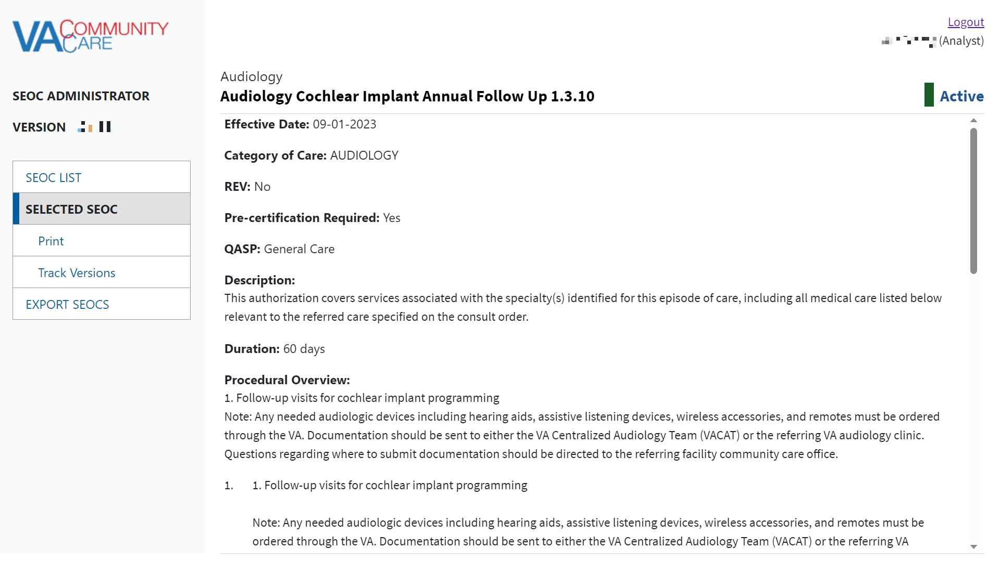 VA COMMUNITY CARE
Logout
(Analyst)
SEOC ADMINISTRATOR
VERSION
SEOC LIST
SELECTED SEOC
Print
Track Versions
EXPORT SEOCS
Audiology
Audiology Cochlear Implant Annual Follow Up 1.3.10
Active
Effective Date: 09-01-2023
Category of Care: AUDIOLOGY
REV: No
Pre-certification Required: Yes
QASP: General Care
Description:
This authorization covers services associated with the specialty(s) identified for this episode of care, including all medical care listed below
relevant to the referred care specified on the consult order.
Duration: 60 days
Procedural Overview:
1. Follow-up visits for cochlear implant programming
Note: Any needed audiologic devices including hearing aids, assistive listening devices, wireless accessories, and remotes must be ordered
through the VA. Documentation should be sent to either the VA Centralized Audiology Team (VACAT) or the referring VA audiology clinic.
Questions regarding where to submit documentation should be directed to the referring facility community care office.
1. 1. Follow-up visits for cochlear implant programming
Note: Any needed audiologic devices including hearing aids, assistive listening devices, wireless accessories, and remotes must be
ordered through the VA. Documentation should be sent to either the VA Centralized Audiology Team (VACAT) or the referring VA